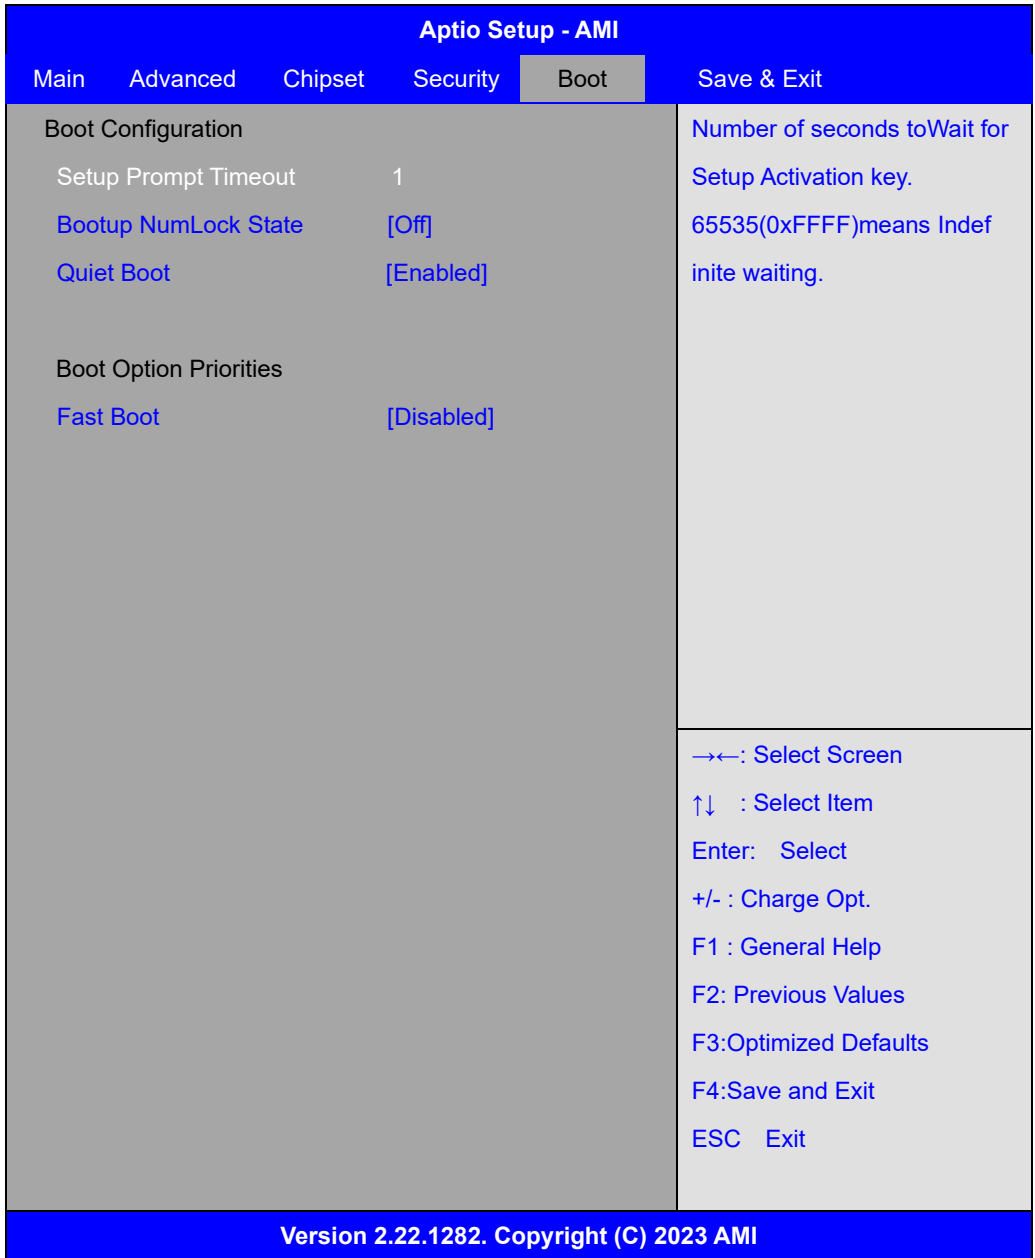 Aptio Setup - AMI
Main Advanced Chipset Security Boot Save & Exit
Boot Configuration
Setup Prompt Timeout 1
Bootup NumLock State [Off]
Quiet Boot [Enabled]
Boot Option Priorities
Fast Boot [Disabled]
Number of seconds toWait for
Setup Activation key.
65535(0xFFFF)means Indef
inite waiting.
→←: Select Screen
↑↓ : Select Item
Enter: Select
+/- : Charge Opt.
F1 : General Help
F2: Previous Values
F3:Optimized Defaults
F4:Save and Exit
ESC Exit
Version 2.22.1282. Copyright (C) 2023 AMI